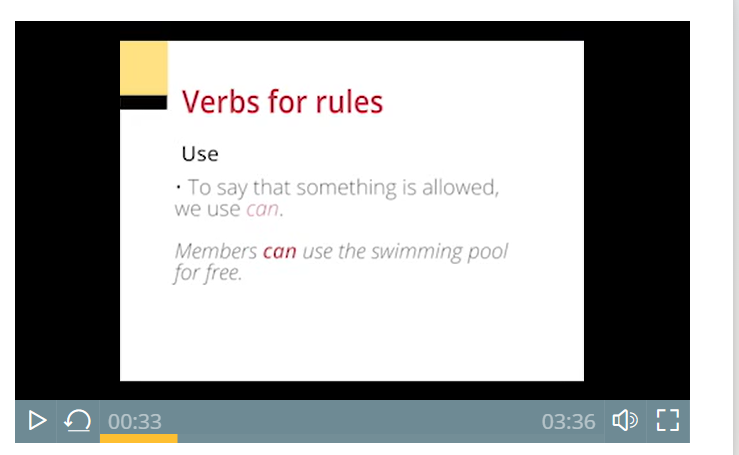 Verbs for rules
Use
• To say that something is allowed,
we use can.
Members can use the swimming pool
for free.
00:33
03:36